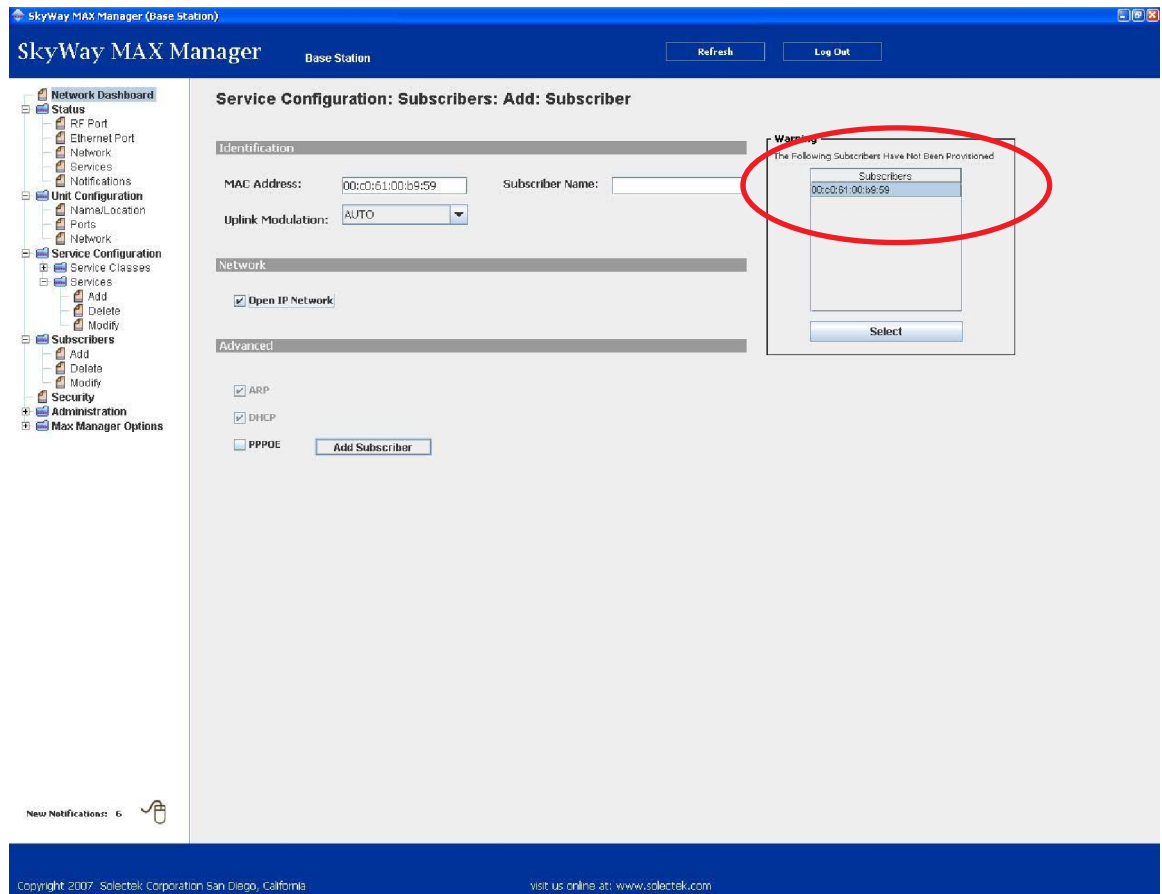 SkyWay MAX Manager (Base Station)
SkyWay MAX Manager
Base Station
Refresh
Log Out
Network Dashboard
Status
RF Port
Ethernet Port
Network
Services
Notifications
Unit Configuration
Name/Location
Ports
Network
Service Configuration
Service Classes
Services
Add
Delete
Modify
Subscribers
Add
Delete
Modify
Security
Administration
Max Manager Options
New Notifications: 6
Service Configuration: Subscribers: Add: Subscriber
Identification
MAC Address: 00:c0:61:00:b9:59 Subscriber Name:
Uplink Modulation: AUTO
Network
Open IP Network
Advanced
ARP
DHCP
PPPOE
Add Subscriber
Warning
The Following Subscribers Have Not Been Provisioned
Subscribers
00:c0:61:00:b9:59
Select
Copyright 2007 Solectek Corporation San Diego, California
visit us online at: www.solectek.com